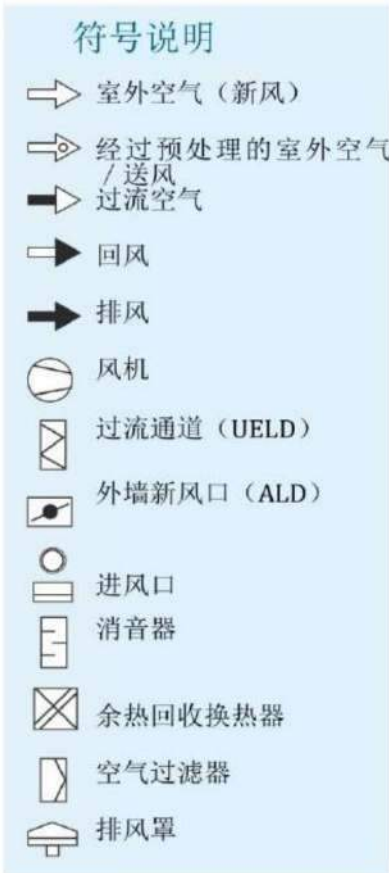 符号说明
室外空气（新风）
经过预处理的室外空气
/送风
过流空气
回风
排风
风机
过流通道（UELD）
外墙新风口（ALD）
进风口
消音器
余热回收换热器
空气过滤器
排风罩